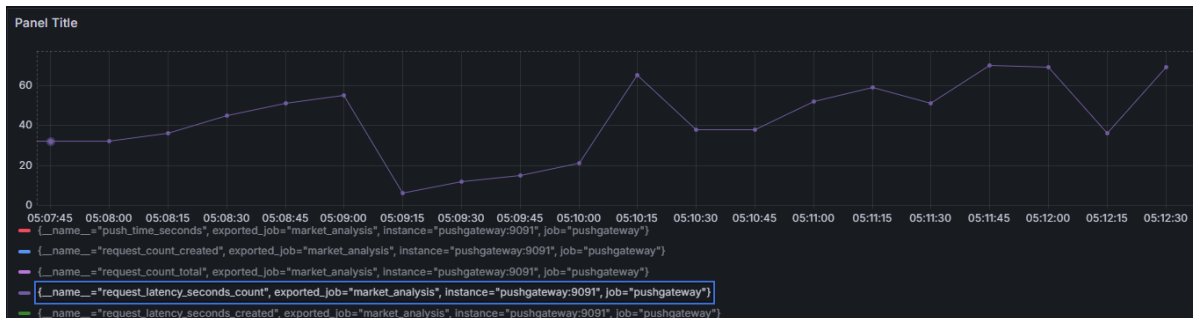 Panel Title
60
40
20
0
05:07:45 05:08:00 05:08:15 05:08:30 05:08:45 05:09:00 05:09:15 05:09:30 05:09:45 05:10:00 05:10:15 05:10:30 05:10:45 05:11:00 05:11:15 05:11:30 05:11:45 05:12:00 05:12:15 05:12:30
{__name__="push_time_seconds", exported_job="market_analysis", instance="pushgateway:9091", job="pushgateway"}
{__name__="request_count_created", exported_job="market_analysis", instance="pushgateway:9091", job="pushgateway"}
{__name__="request_count_total", exported_job="market_analysis", instance="pushgateway:9091", job="pushgateway"}
{__name__="request_latency_seconds_count", exported_job="market_analysis", instance="pushgateway:9091", job="pushgateway"}
{__name__="request_latency_seconds_created", exported_job="market_analysis", instance="pushgateway:9091", job="pushgateway"}